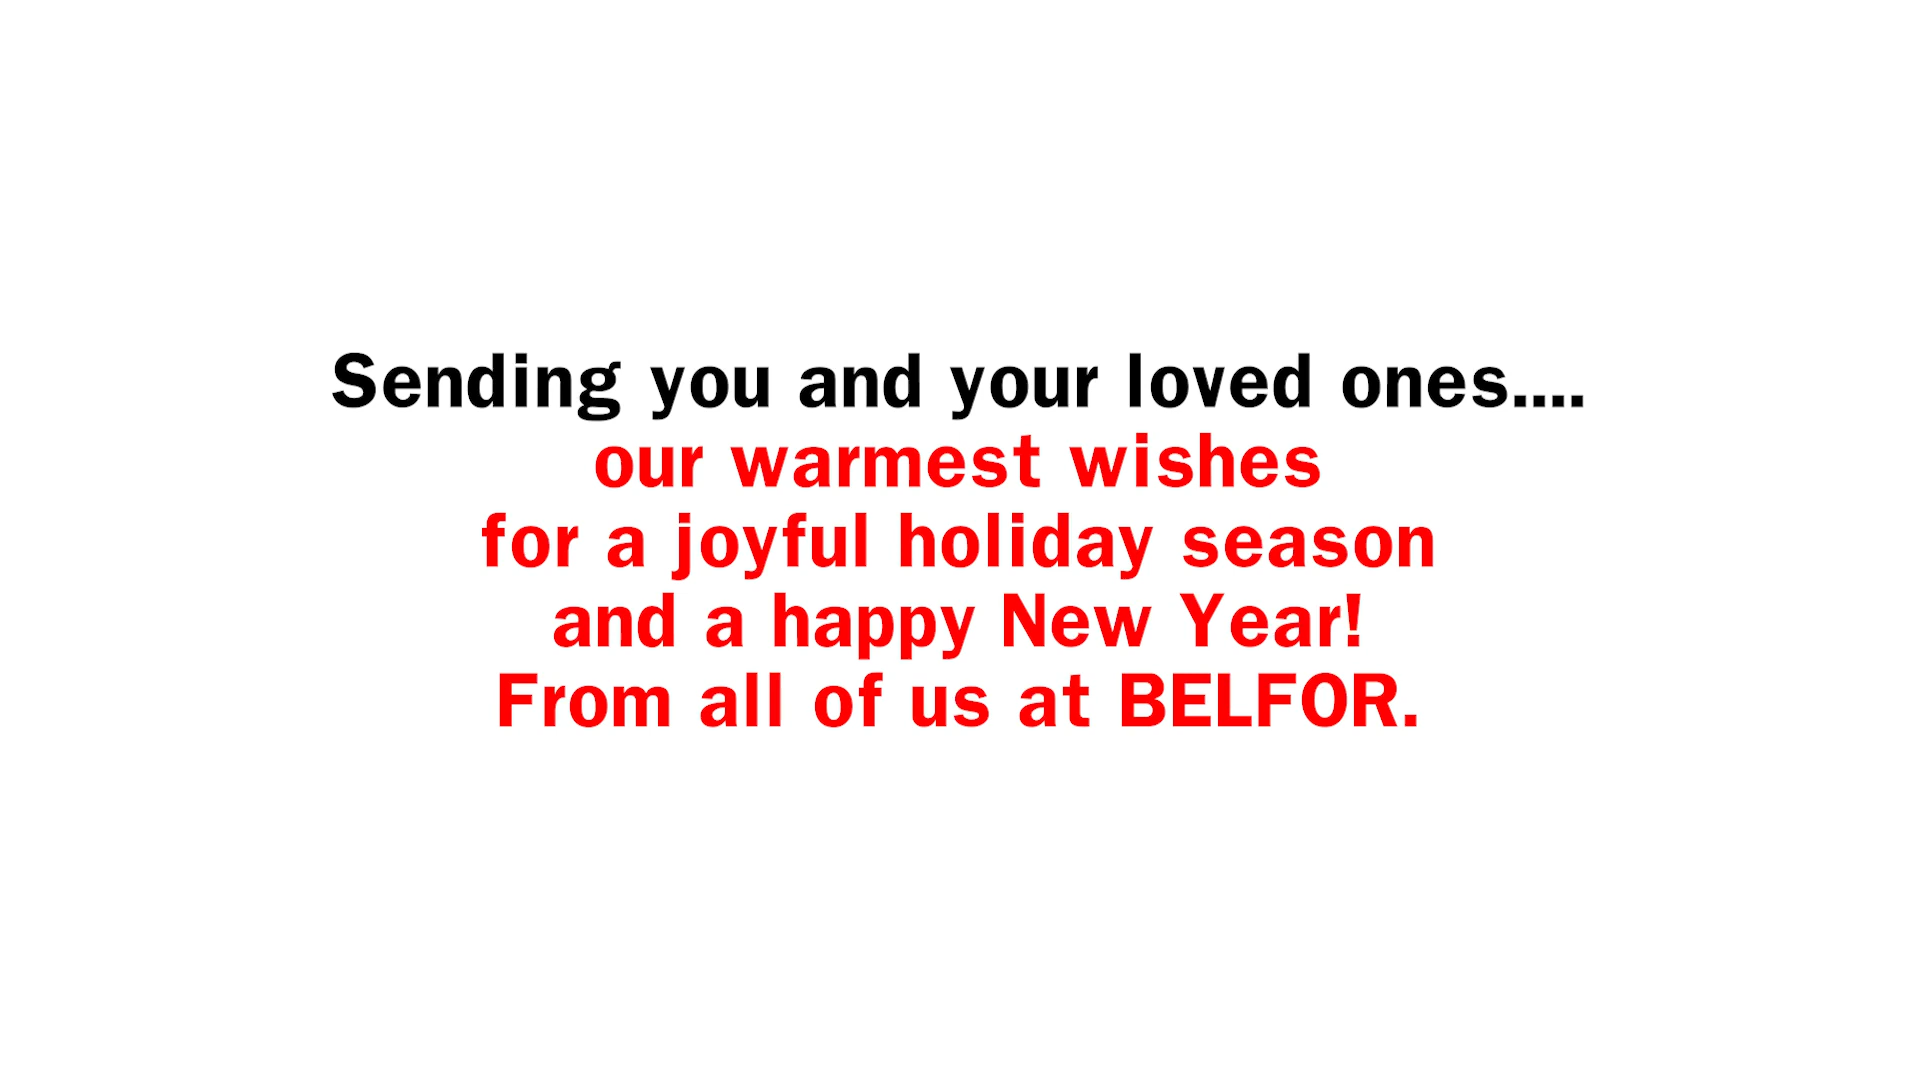 Sending you and your loved ones....
our warmest wishes
for a joyful holiday season
and a happy New Year!
From all of us at BELFOR.